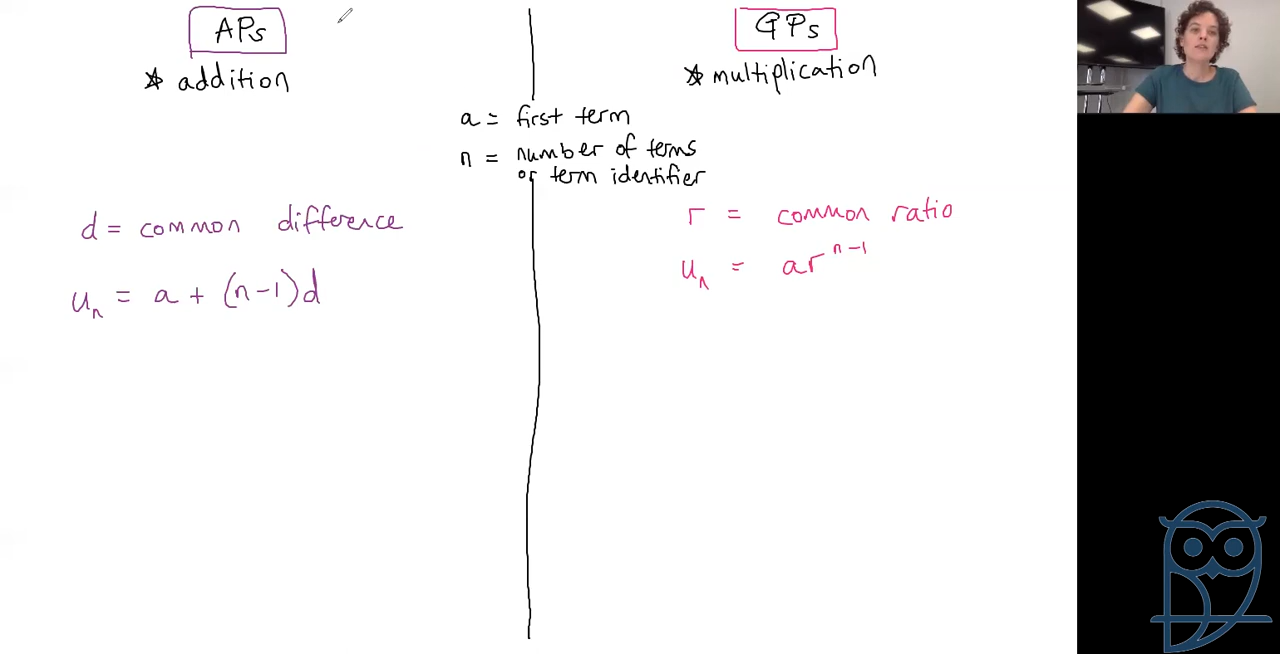 APs
* addition
GPs
* multiplication
a = first term
n = number of terms
or term identifier
d = common difference
uₙ = a + (n-1)d
r = common ratio
uₙ = arⁿ⁻¹